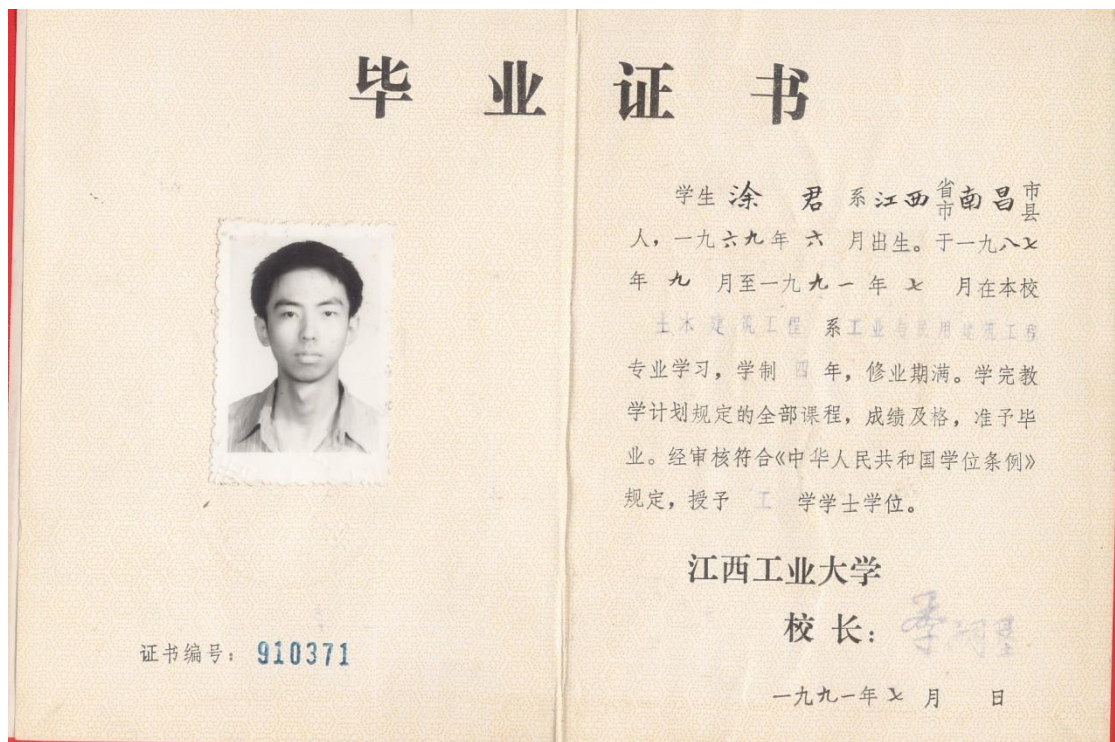 毕业证书
学生 涂 君 系江西省市南昌市县
人，一九六九年 六 月出生。于一九八七
年 九 月至一九九一 年 七 月在本校
土木建筑工程 系工业与民用建筑工程
专业学习，学制 四 年，修业期满。学完教
学计划规定的全部课程，成绩及格，准予毕
业。经审核符合《中华人民共和国学位条例》
规定，授予 工 学学士学位。
江西工业大学
校 长：
证书编号：910371
一九九一年七 月 日